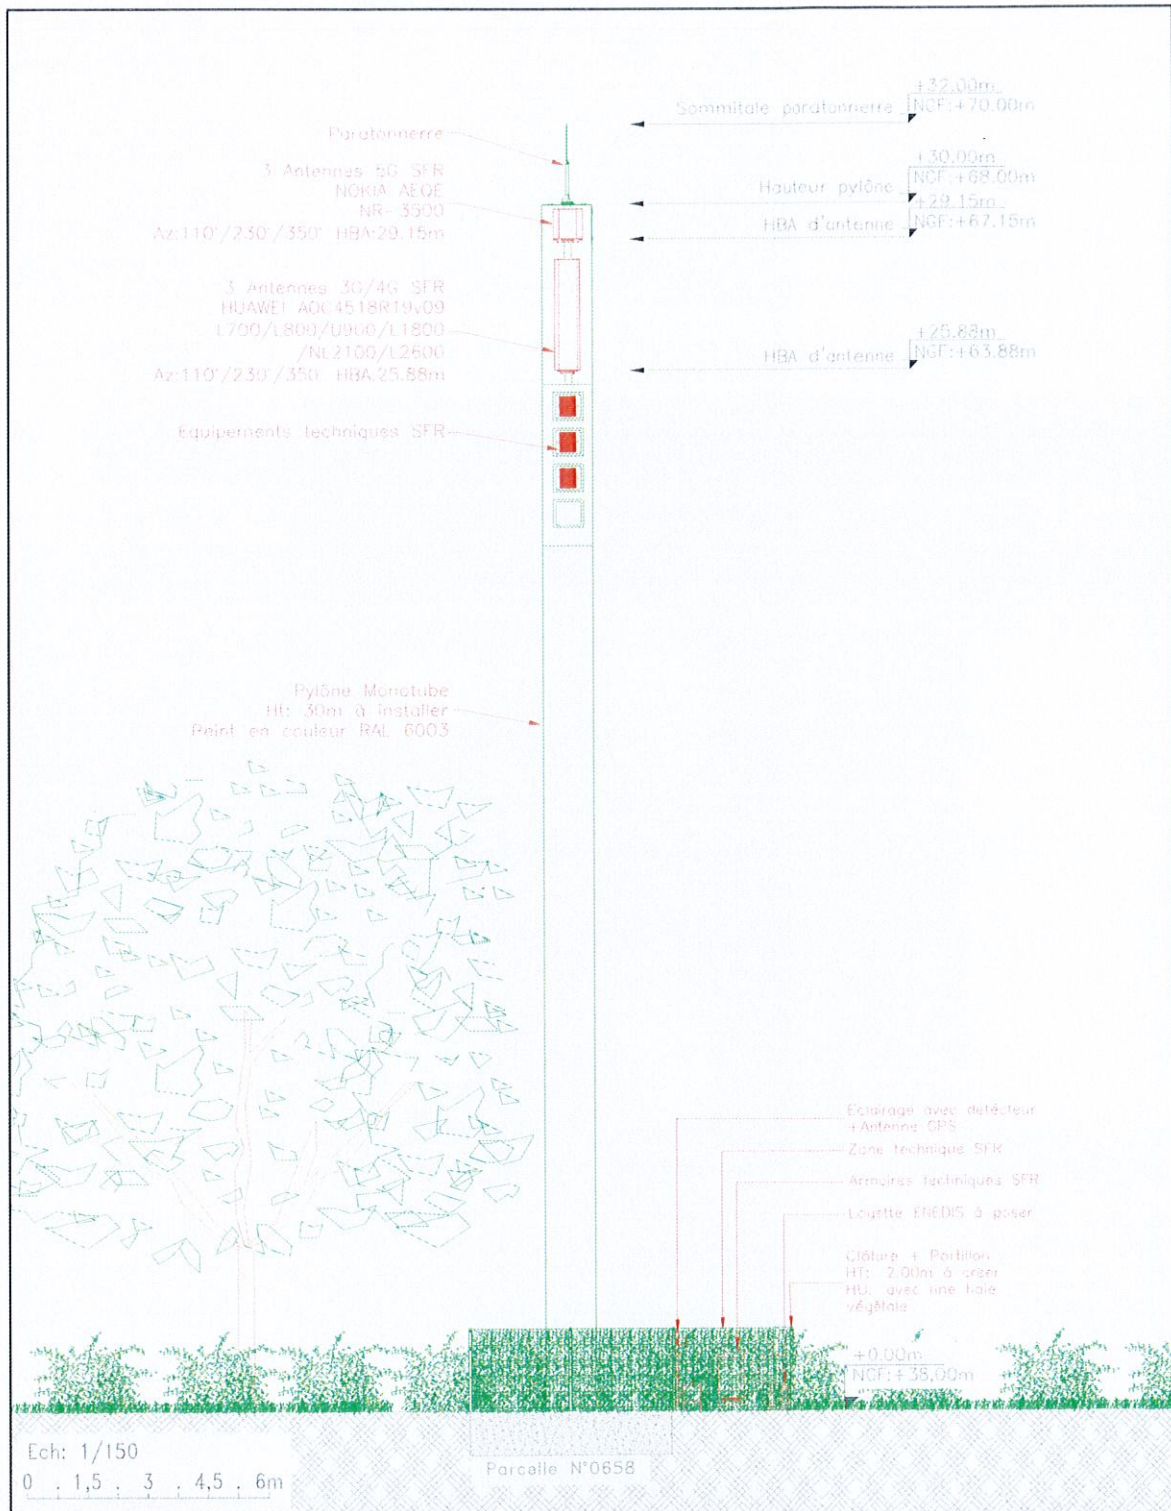 +32.00m
Sommitale paratonnerre
NGF:+70.00m
Paratonnerre
+30.00m
Hauteur pylône
NGF:+68.00m
3 Antennes 5G SFR
NOKIA AEQE
NR-3500
Az:110°/230°/350° HBA:29.15m
+29.15m
HBA d'antenne
NGF:+67.15m
3 Antennes 3G/4G SFR
HUAWEI AOC4518R19v09
L700/L800/U900/L1800
/NL2100/L2600
Az:110°/230°/350° HBA:25.88m
+25.88m
HBA d'antenne
NGF:+63.88m
Equipements techniques SFR
Pylône Monotube
Ht: 30m à installer
Peint en couleur RAL 6003
Eclairage avec détecteur
+Antenne GPS
Zone technique SFR
Armoires techniques SFR
Logette ENEDIS à poser
Clôture + Portillon
HT: 2.00m à créer
avec une haie
végétale
+0.00m
NGF:+38.00m
Ech: 1/150
0 . 1,5 . 3 . 4,5 . 6m
Parcelle N°0658